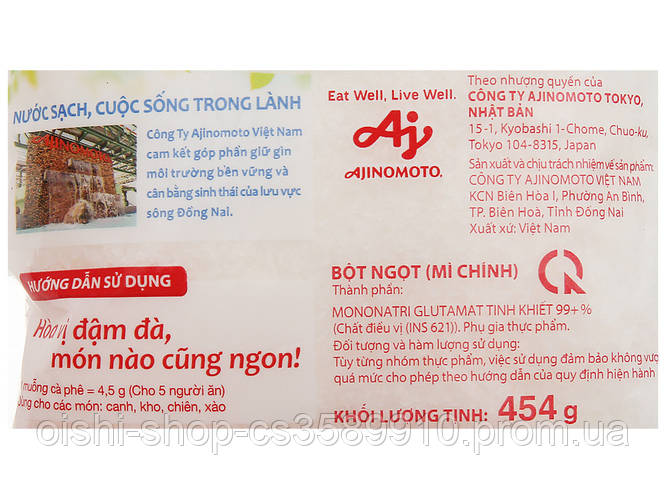 NƯỚC SẠCH, CUỘC SỐNG TRONG LÀNH
AJINOMOTO
Công Ty Ajinomoto Việt Nam
cam kết góp phần giữ gìn
môi trường bền vững và
cân bằng sinh thái của lưu vực
sông Đồng Nai.
HƯỚNG DẪN SỬ DỤNG
Hòa vị đậm đà,
món nào cũng ngon!
muỗng cà phê = 4,5 g (Cho 5 người ăn)
Dùng cho các món: canh, kho, chiên, xào
Eat Well, Live Well.
AJINOMOTO®
Theo nhượng quyền của
CÔNG TY AJINOMOTO TOKYO,
NHẬT BẢN
15-1, Kyobashi 1-Chome, Chuo-ku,
Tokyo 104-8315, Japan
Sản xuất và chịu trách nhiệm về sản phẩm:
CÔNG TY AJINOMOTO VIỆT NAM
KCN Biên Hòa I, Phường An Bình,
TP. Biên Hoà, Tỉnh Đồng Nai
Xuất xứ: Việt Nam
BỘT NGỌT (MÌ CHÍNH)
Thành phần:
MONONATRI GLUTAMAT TINH KHIẾT 99+%
(Chất điều vị (INS 621)). Phụ gia thực phẩm.
Đối tượng và hàm lượng sử dụng:
Tùy từng nhóm thực phẩm, việc sử dụng đảm bảo không vượ
quá mức cho phép theo hướng dẫn của quy định hiện hành
KHỐI LƯỢNG TỊNH: 454 g
oishi-shop-cs3589910.prom.ua